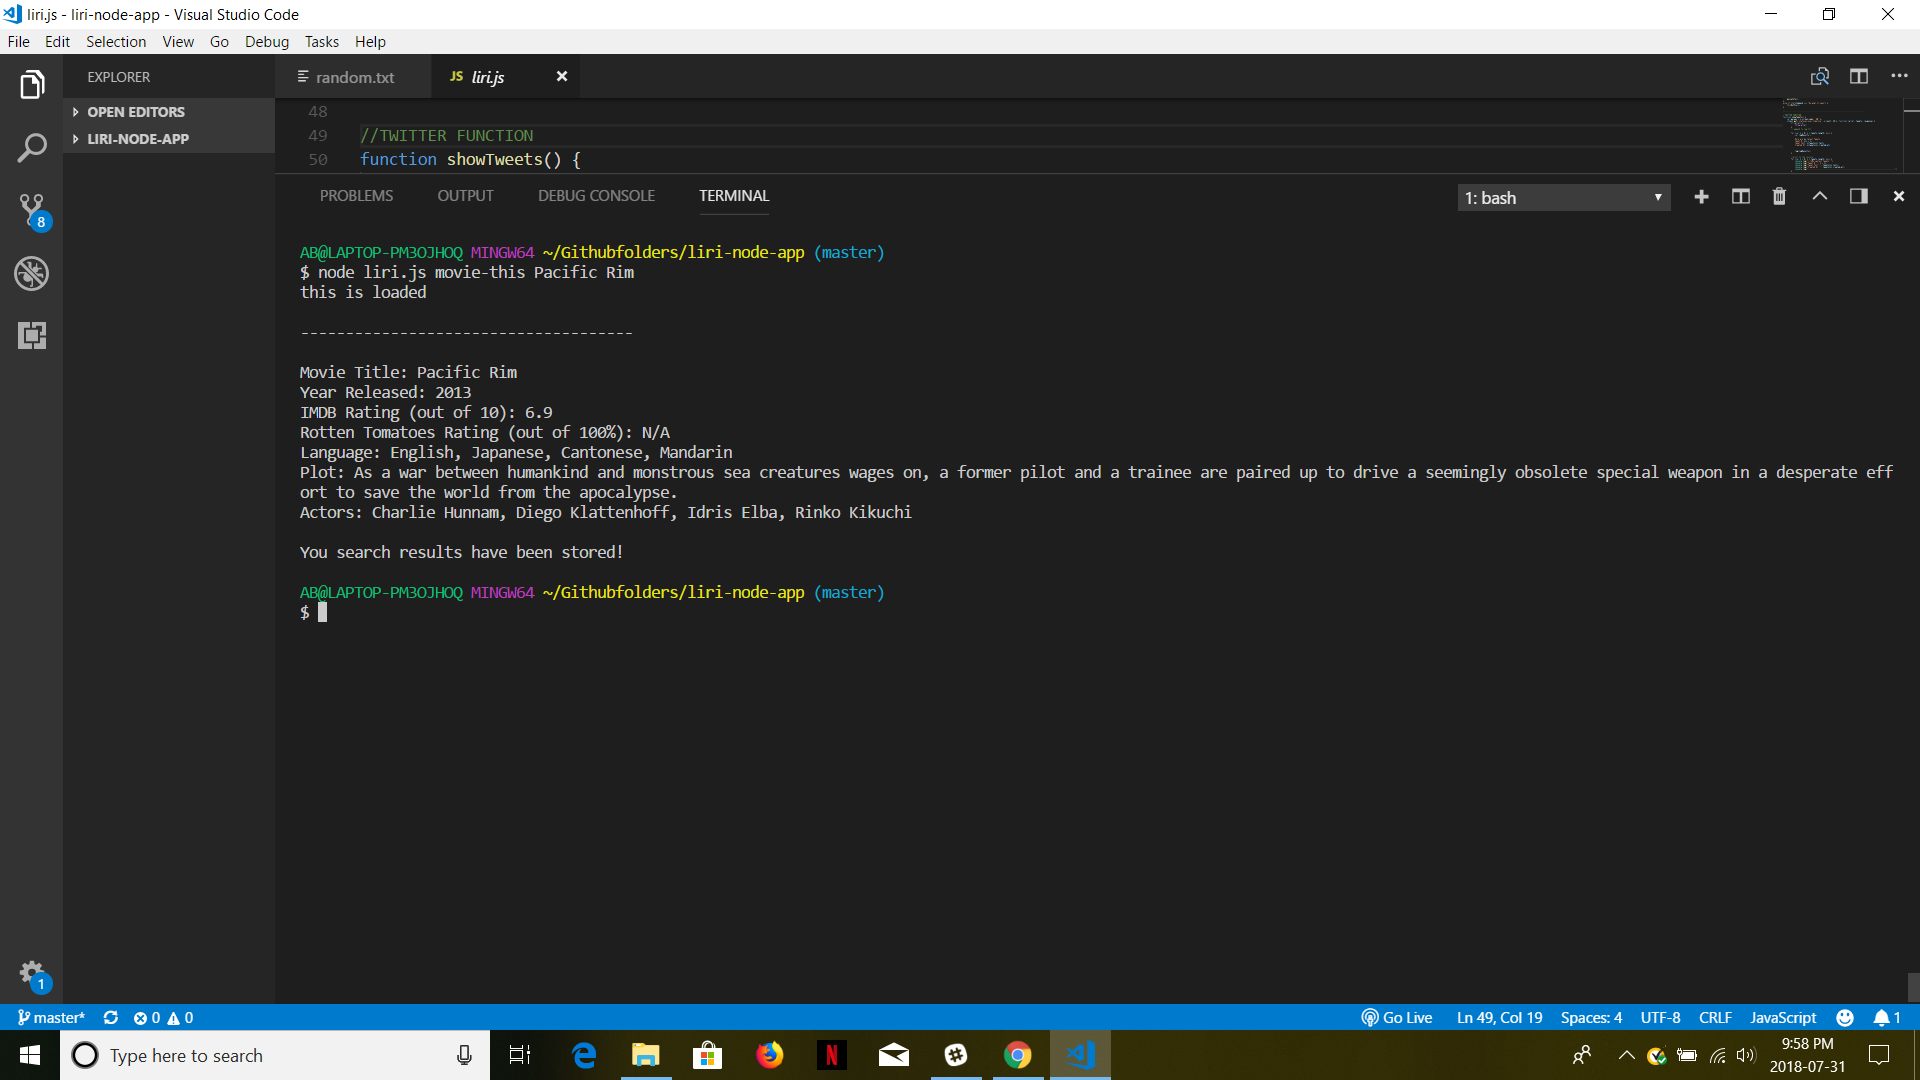 liri.js - liri-node-app - Visual Studio Code
File Edit Selection View Go Debug Tasks Help
EXPLORER
OPEN EDITORS
LIRI-NODE-APP
8
1
random.txt
JS liri.js
48
49 //TWITTER FUNCTION
50 function showTweets() {
PROBLEMS OUTPUT DEBUG CONSOLE TERMINAL
1: bash
AB@LAPTOP-PM3OJHOQ MINGW64 ~/Githubfolders/liri-node-app (master)
$ node liri.js movie-this Pacific Rim
this is loaded
-------------------------------------
Movie Title: Pacific Rim
Year Released: 2013
IMDB Rating (out of 10): 6.9
Rotten Tomatoes Rating (out of 100%): N/A
Language: English, Japanese, Cantonese, Mandarin
Plot: As a war between humankind and monstrous sea creatures wages on, a former pilot and a trainee are paired up to drive a seemingly obsolete special weapon in a desperate eff
ort to save the world from the apocalypse.
Actors: Charlie Hunnam, Diego Klattenhoff, Idris Elba, Rinko Kikuchi
You search results have been stored!
AB@LAPTOP-PM3OJHOQ MINGW64 ~/Githubfolders/liri-node-app (master)
$
master* 0 0
Go Live Ln 49, Col 19 Spaces: 4 UTF-8 CRLF JavaScript 1
Type here to search
9:58 PM
2018-07-31